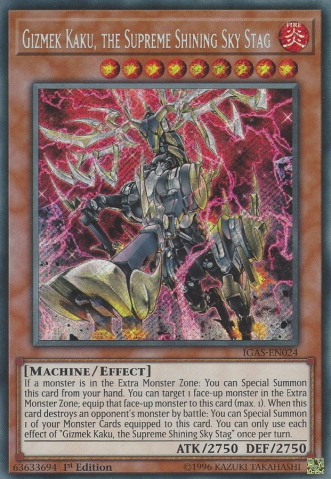 GIZMEK KAKU, THE SUPREME SHINING SKY STAG
FIRE
炎
IGAS-EN024
[MACHINE/EFFECT]
If a monster is in the Extra Monster Zone: You can Special Summon
this card from your hand. You can target 1 face-up monster in the Extra
Monster Zone; equip that face-up monster to this card (max. 1). When this
card destroys an opponent's monster by battle: You can Special Summon
1 of your Monster Cards equipped to this card. You can only use each
effect of "Gizmek Kaku, the Supreme Shining Sky Stag" once per turn.
ATK/2750 DEF/2750
63633694 1st Edition ©1996 KAZUKI TAKAHASHI